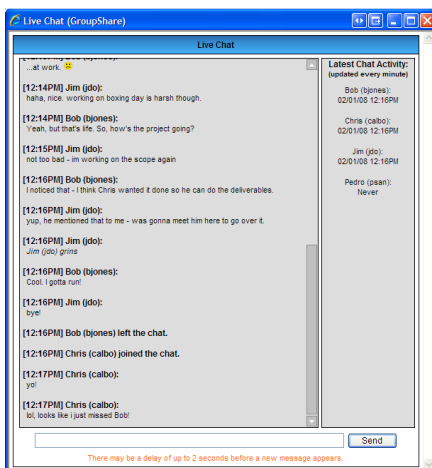 Live Chat (GroupShare)
Live Chat
...at work.
[12:14PM] Jim (jdo):
haha, nice. working on boxing day is harsh though.
[12:14PM] Bob (bjones):
Yeah, but that's life. So, how's the project going?
[12:15PM] Jim (jdo):
not too bad - im working on the scope again
[12:16PM] Bob (bjones):
I noticed that - I think Chris wanted it done so he can do the deliverables.
[12:16PM] Jim (jdo):
yup, he mentioned that to me - was gonna meet him here to go over it.
[12:16PM] Jim (jdo):
Jim (jdo) grins
[12:16PM] Bob (bjones):
Cool. I gotta run!
[12:16PM] Jim (jdo):
bye!
[12:16PM] Bob (bjones) left the chat.
[12:16PM] Chris (calbo) joined the chat.
[12:17PM] Chris (calbo):
yo!
[12:17PM] Chris (calbo):
lol, looks like i just missed Bob!
Latest Chat Activity:
(updated every minute)
Bob (bjones):
02/01/08 12:16PM
Chris (calbo):
02/01/08 12:16PM
Jim (jdo):
02/01/08 12:16PM
Pedro (psan):
Never
Send
There may be a delay of up to 2 seconds before a new message appears.